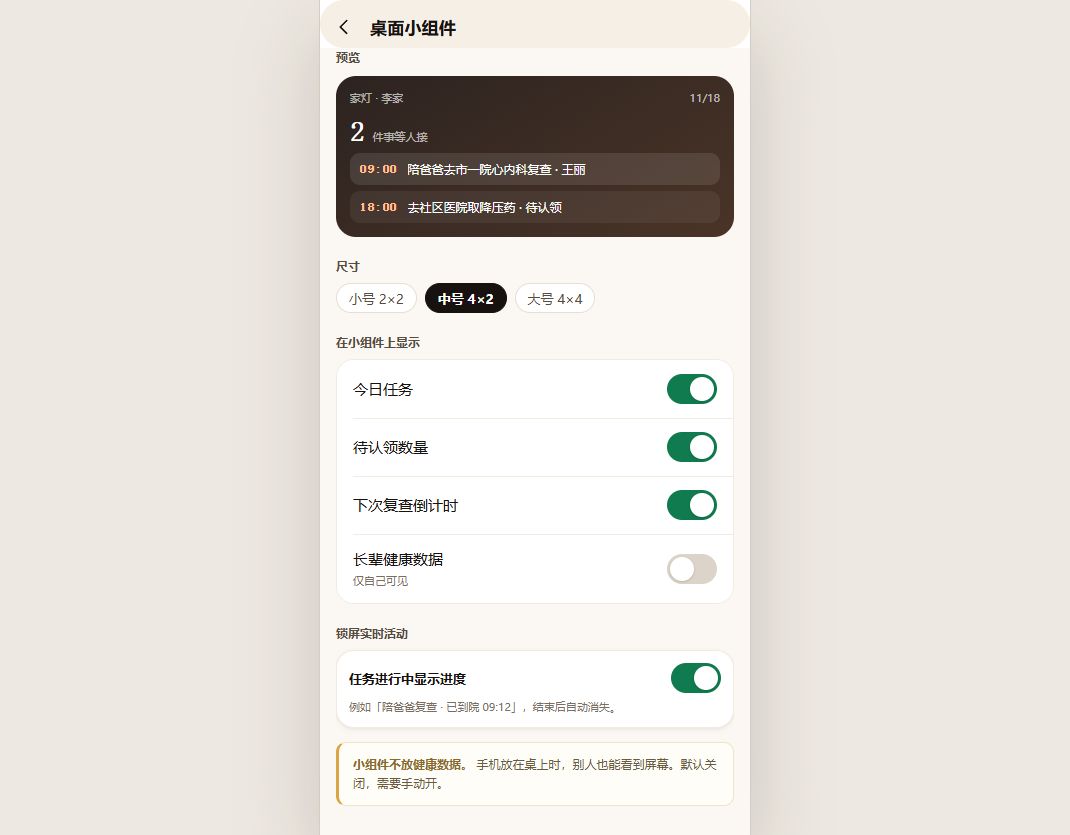 桌面小组件
预览
家灯 · 李家
11/18
2 件事等人接
09:00 陪爸爸去市一院心内科复查 · 王丽
18:00 去社区医院取降压药 · 待认领
尺寸
小号 2×2
中号 4×2
大号 4×4
在小组件上显示
今日任务
待认领数量
下次复查倒计时
长辈健康数据
仅自己可见
锁屏实时活动
任务进行中显示进度
例如「陪爸爸复查 · 已到院 09:12」，结束后自动消失。
小组件不放健康数据。 手机放在桌上时，别人也能看到屏幕。默认关
闭，需要手动开。